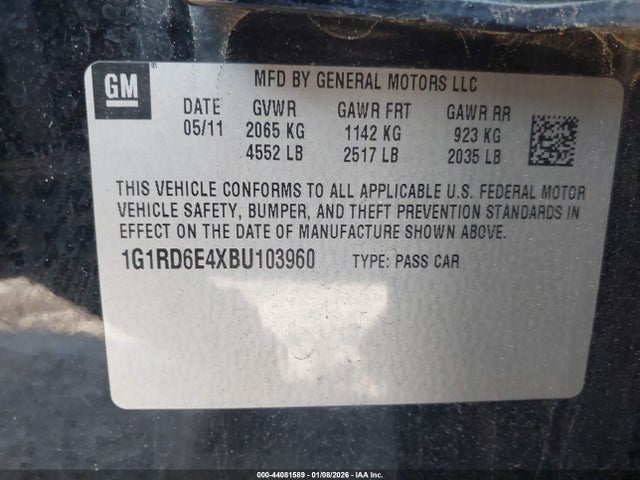 GM ®
MFD BY GENERAL MOTORS LLC
DATE GVWR GAWR FRT GAWR RR
05/11 2065 KG 1142 KG 923 KG
4552 LB 2517 LB 2035 LB
THIS VEHICLE CONFORMS TO ALL APPLICABLE U.S. FEDERAL MOTOR
VEHICLE SAFETY, BUMPER, AND THEFT PREVENTION STANDARDS IN
EFFECT ON THE DATE OF MANUFACTURE SHOWN ABOVE.
1G1RD6E4XBU103960 TYPE: PASS CAR
000-44081589 - 01/08/2026 - IAA Inc.